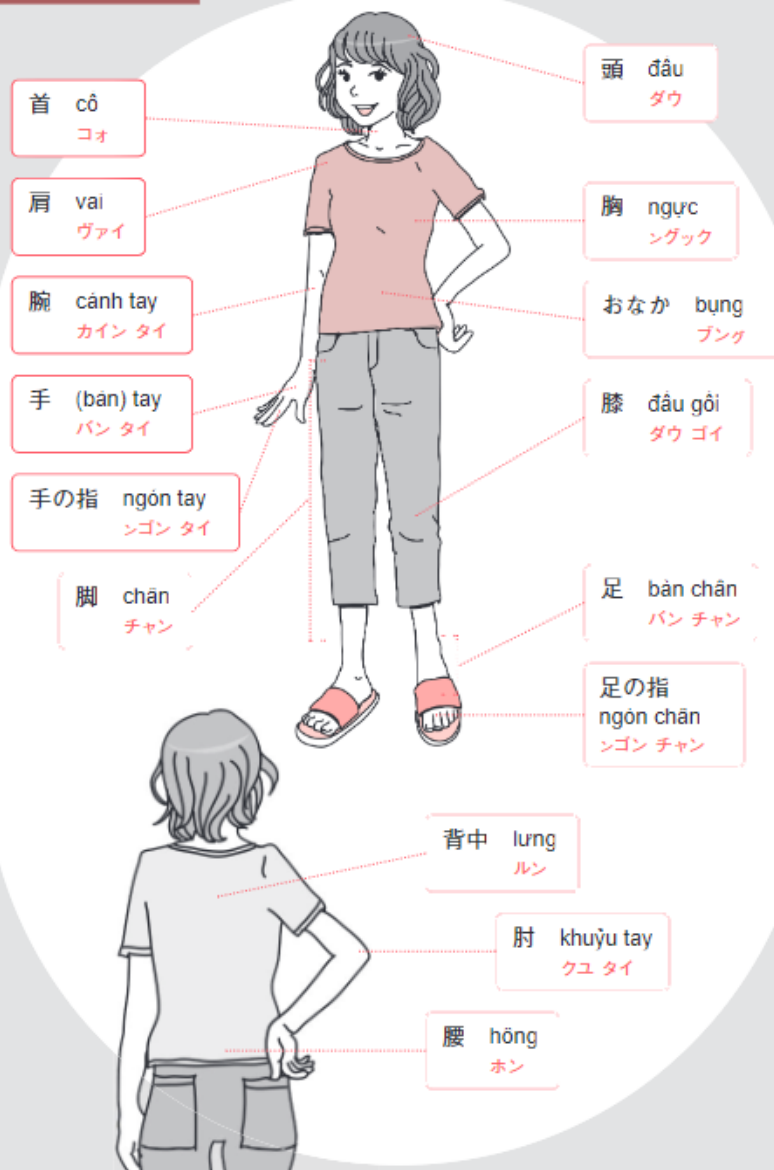 首 cổ
コォ
肩 vai
ヴァイ
腕 cánh tay
カイン タイ
手 (bàn) tay
バン タイ
手の指 ngón tay
ンゴン タイ
脚 chân
チャン
頭 đầu
ダウ
胸 ngực
ングック
おなか bụng
ブング
膝 đầu gối
ダウ ゴイ
足 bàn chân
バン チャン
足の指
ngón chân
ンゴン チャン
背中 lưng
ルン
肘 khuỷu tay
クユ タイ
腰 hông
ホン